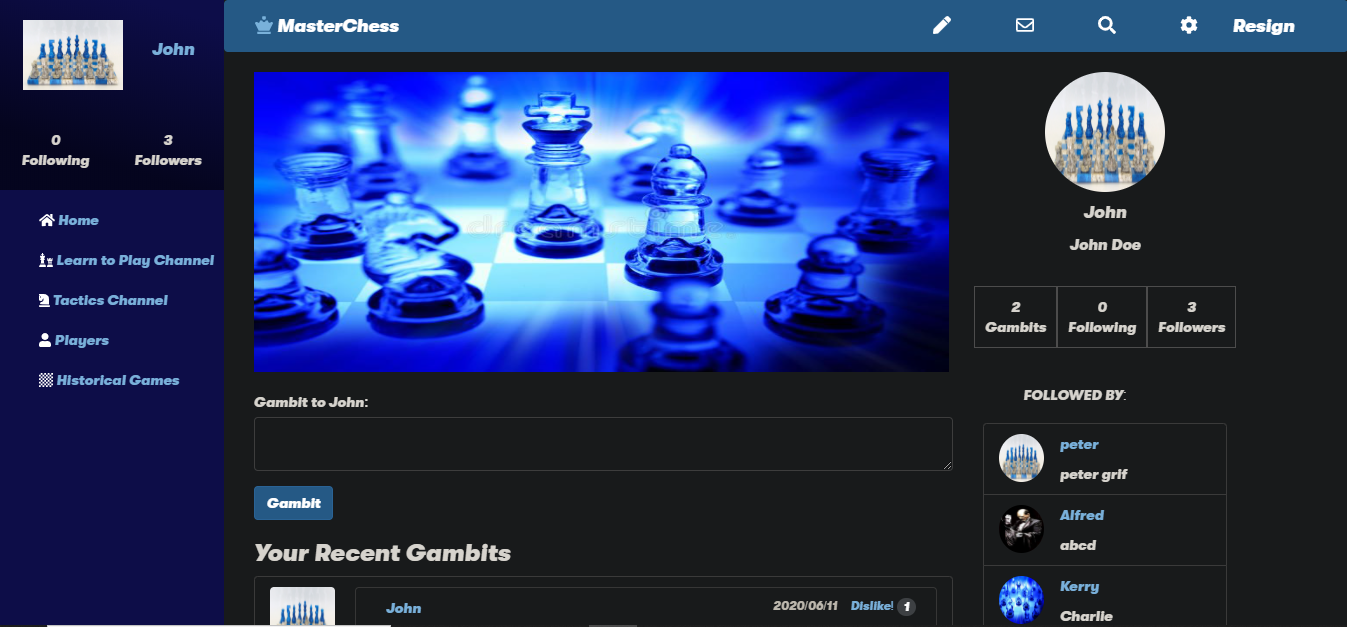 John
0
Following
3
Followers
Home
Learn to Play Channel
Tactics Channel
Players
Historical Games
MasterChess
Resign
Gambit to John:
Gambit
Your Recent Gambits
John
2020/06/11
Dislike!
1
John
John Doe
2
Gambits
0
Following
3
Followers
FOLLOWED BY:
peter
peter grif
Alfred
abcd
Kerry
Charlie